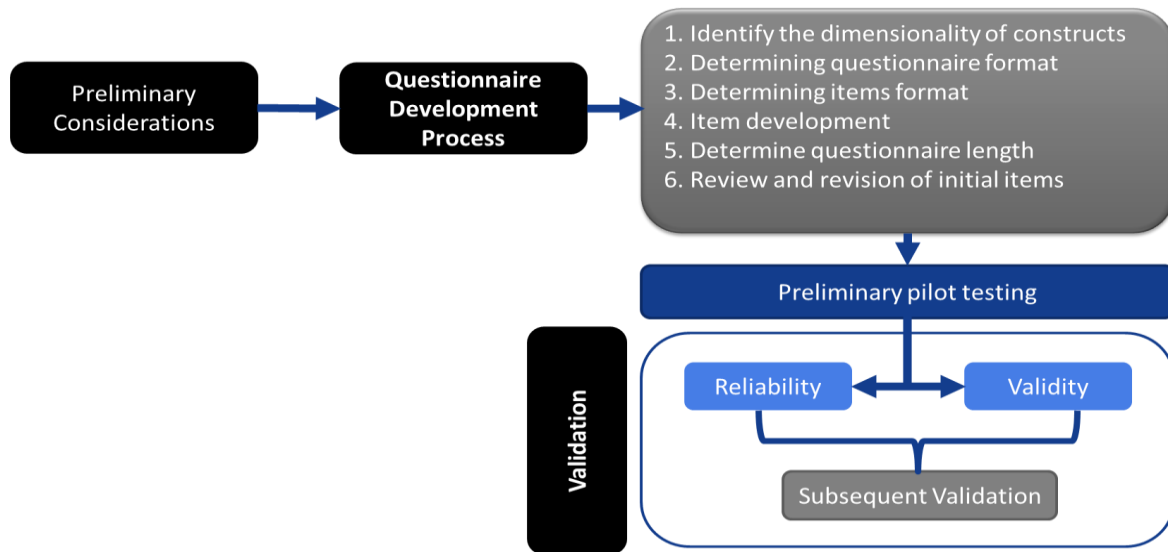 Preliminary
Considerations
Questionnaire
Development
Process
1. Identify the dimensionality of constructs
2. Determining questionnaire format
3. Determining items format
4. Item development
5. Determine questionnaire length
6. Review and revision of initial items
Preliminary pilot testing
Validation
Reliability
Validity
Subsequent Validation